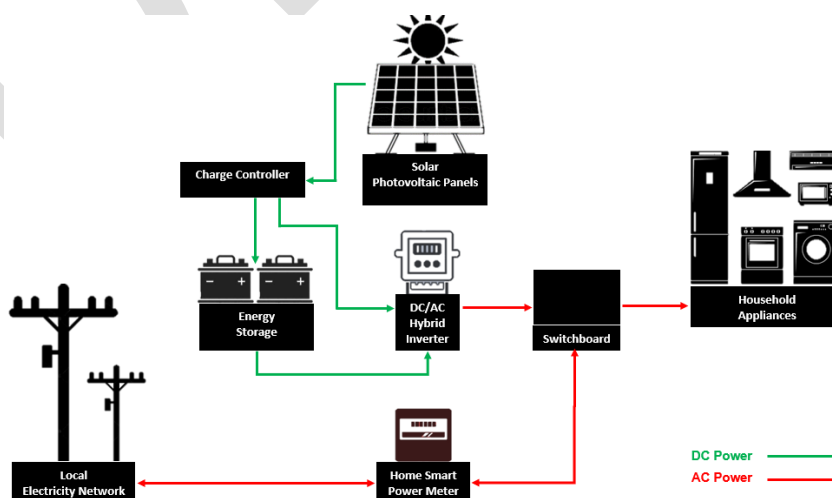 Solar
Photovoltaic Panels
Charge Controller
Energy
Storage
DC/AC
Hybrid
Inverter
Switchboard
Household
Appliances
Local
Electricity Network
Home Smart
Power Meter
DC Power
AC Power